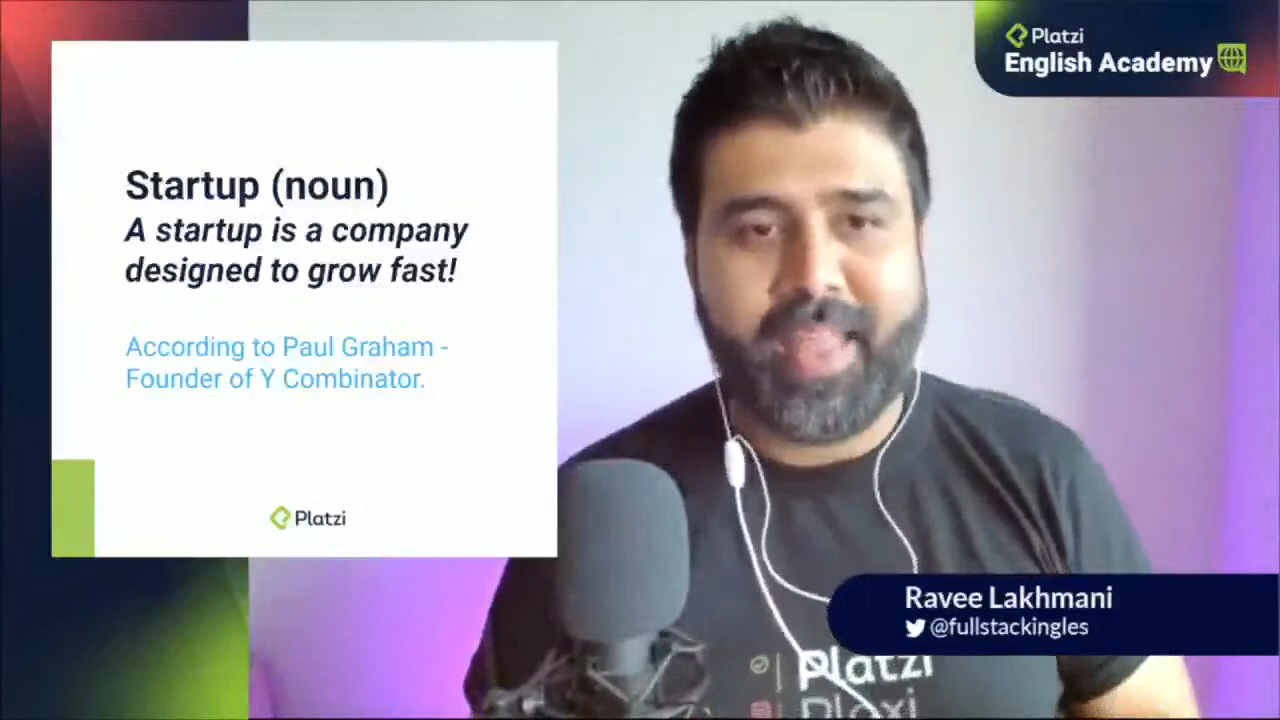 Startup (noun)
A startup is a company
designed to grow fast!
According to Paul Graham -
Founder of Y Combinator.
Platzi
Platzi
English Academy
Ravee Lakhmani
@fullstackingles
Platzi